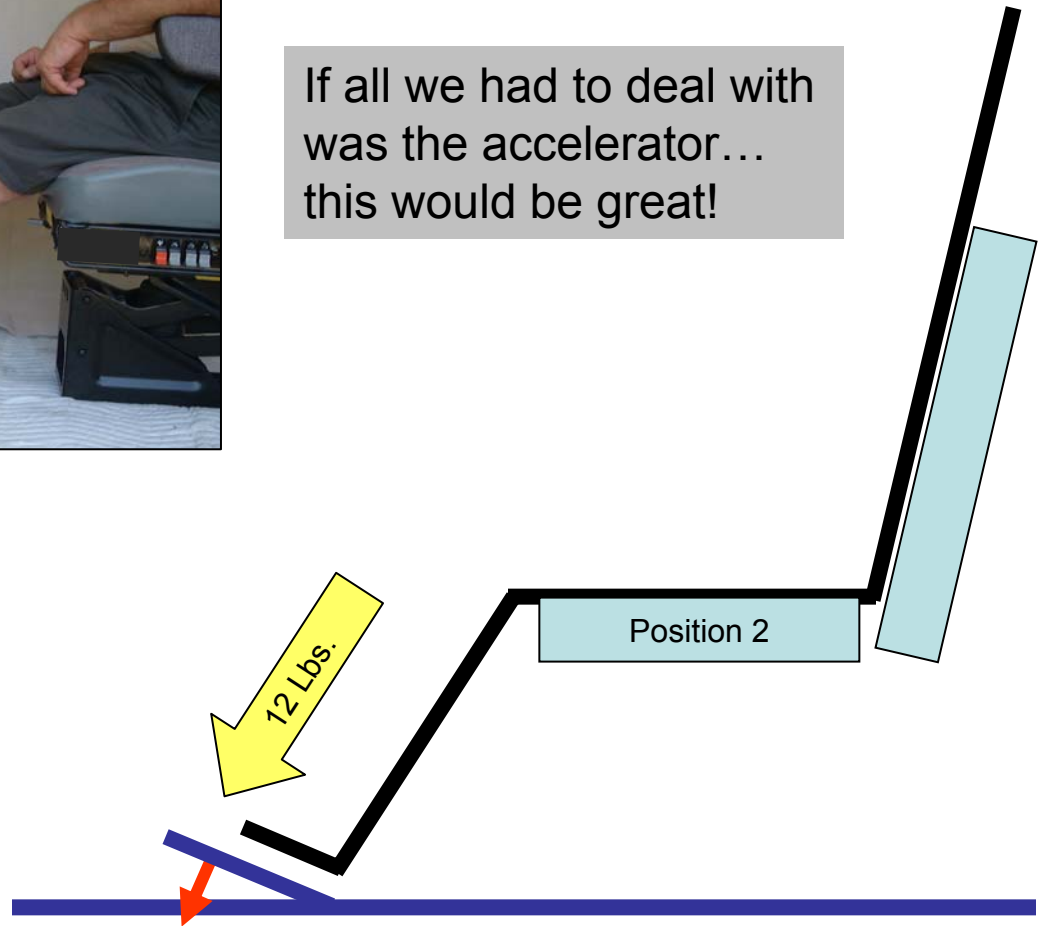 If all we had to deal with
was the accelerator…
this would be great!
12 Lbs.
Position 2